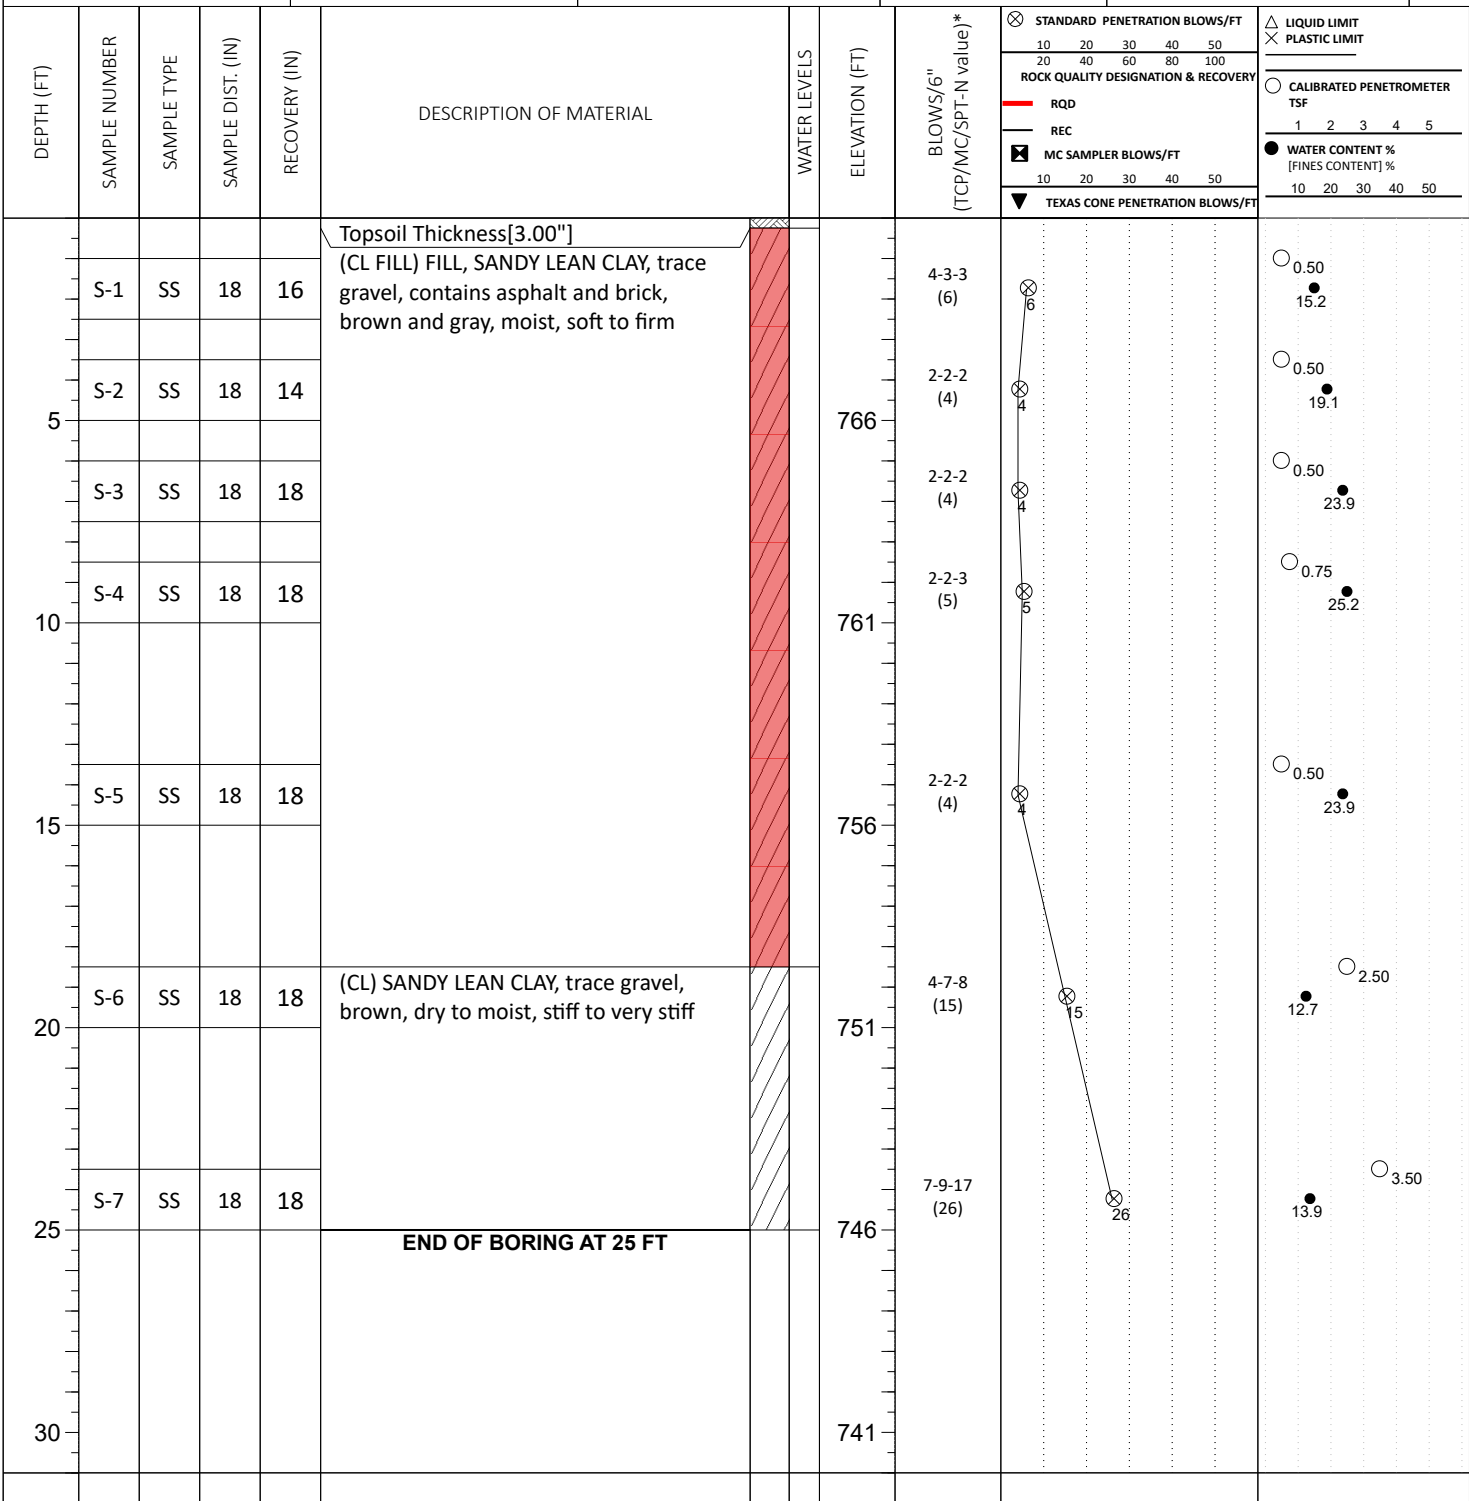 DEPTH (FT)
SAMPLE NUMBER
SAMPLE TYPE
SAMPLE DIST. (IN)
RECOVERY (IN)
DESCRIPTION OF MATERIAL
WATER LEVELS
ELEVATION (FT)
BLOWS/6"
(TCP/MC/SPT-N value)*
STANDARD PENETRATION BLOWS/FT
10 20 30 40 50
20 40 60 80 100
ROCK QUALITY DESIGNATION & RECOVERY
RQD
REC
MC SAMPLER BLOWS/FT
10 20 30 40 50
TEXAS CONE PENETRATION BLOWS/FT
LIQUID LIMIT
PLASTIC LIMIT
CALIBRATED PENETROMETER
TSF
1 2 3 4 5
WATER CONTENT %
[FINES CONTENT] %
10 20 30 40 50
Topsoil Thickness[3.00"]
(CL FILL) FILL, SANDY LEAN CLAY, trace
gravel, contains asphalt and brick,
brown and gray, moist, soft to firm
S-1 SS 18 16
4-3-3
(6)
6
0.50
15.2
S-2 SS 18 14
2-2-2
(4)
4
0.50
19.1
5 766
S-3 SS 18 18
2-2-2
(4)
4
0.50
23.9
S-4 SS 18 18
2-2-3
(5)
5
0.75
25.2
10 761
S-5 SS 18 18
2-2-2
(4)
4
0.50
23.9
15 756
(CL) SANDY LEAN CLAY, trace gravel,
brown, dry to moist, stiff to very stiff
S-6 SS 18 18
4-7-8
(15)
15
2.50
12.7
20 751
S-7 SS 18 18
7-9-17
(26)
26
3.50
13.9
25 746
END OF BORING AT 25 FT
30 741